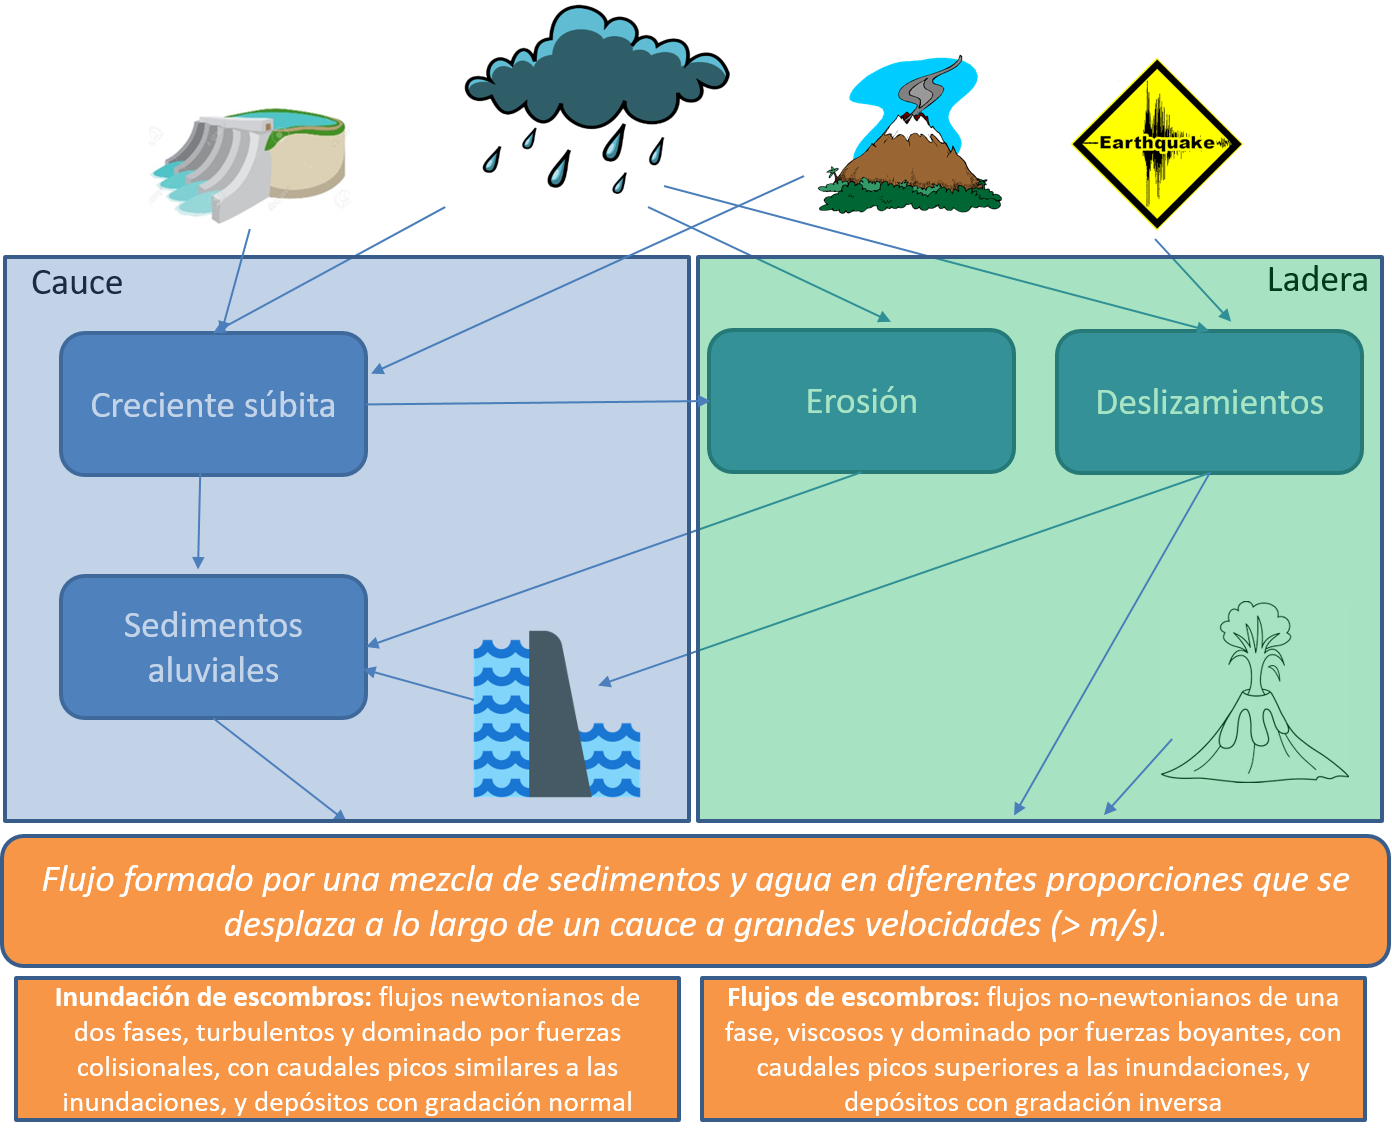 Earthquake
Cauce
Ladera
Creciente súbita
Erosión
Deslizamientos
Sedimentos
aluviales
Flujo formado por una mezcla de sedimentos y agua en diferentes proporciones que se
desplaza a lo largo de un cauce a grandes velocidades (> m/s).
Inundación de escombros: flujos newtonianos de
dos fases, turbulentos y dominado por fuerzas
colisionales, con caudales picos similares a las
inundaciones, y depósitos con gradación normal
Flujos de escombros: flujos no-newtonianos de una
fase, viscosos y dominado por fuerzas boyantes, con
caudales picos superiores a las inundaciones, y
depósitos con gradación inversa